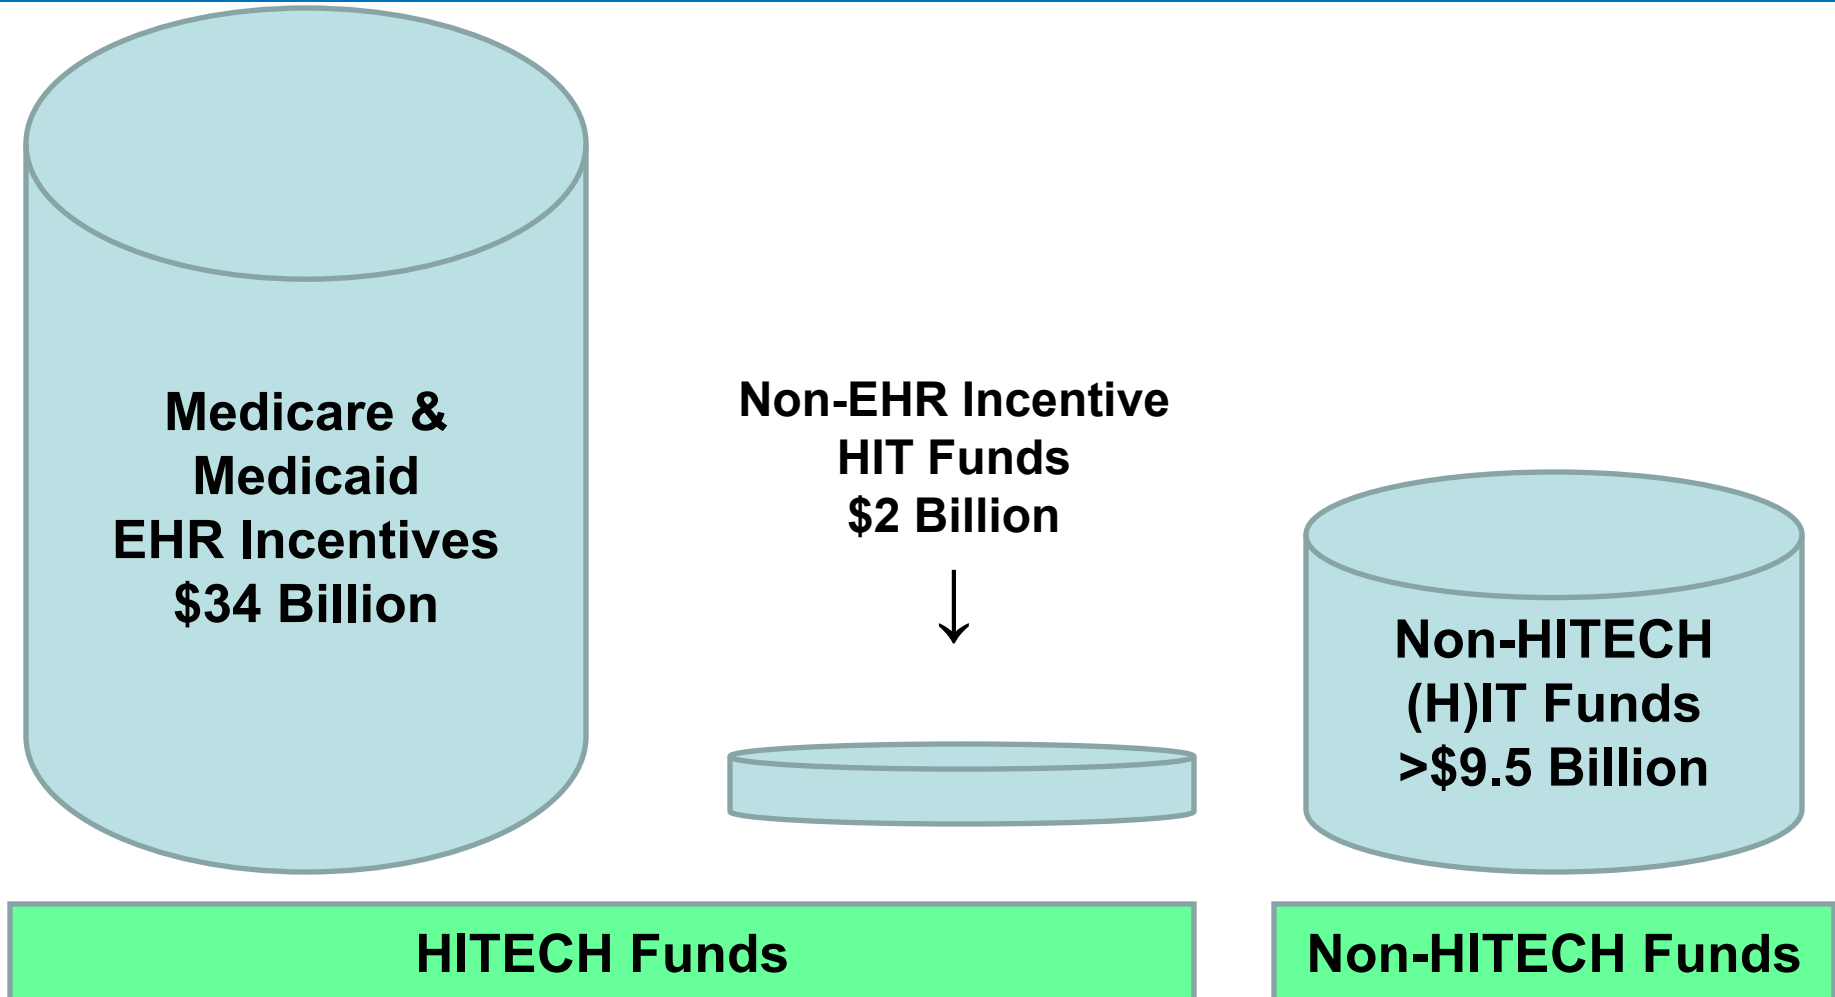 Medicare &
Medicaid
EHR Incentives
$34 Billion
Non-EHR Incentive
HIT Funds
$2 Billion
Non-HITECH
(H)IT Funds
>$9.5 Billion
HITECH Funds
Non-HITECH Funds